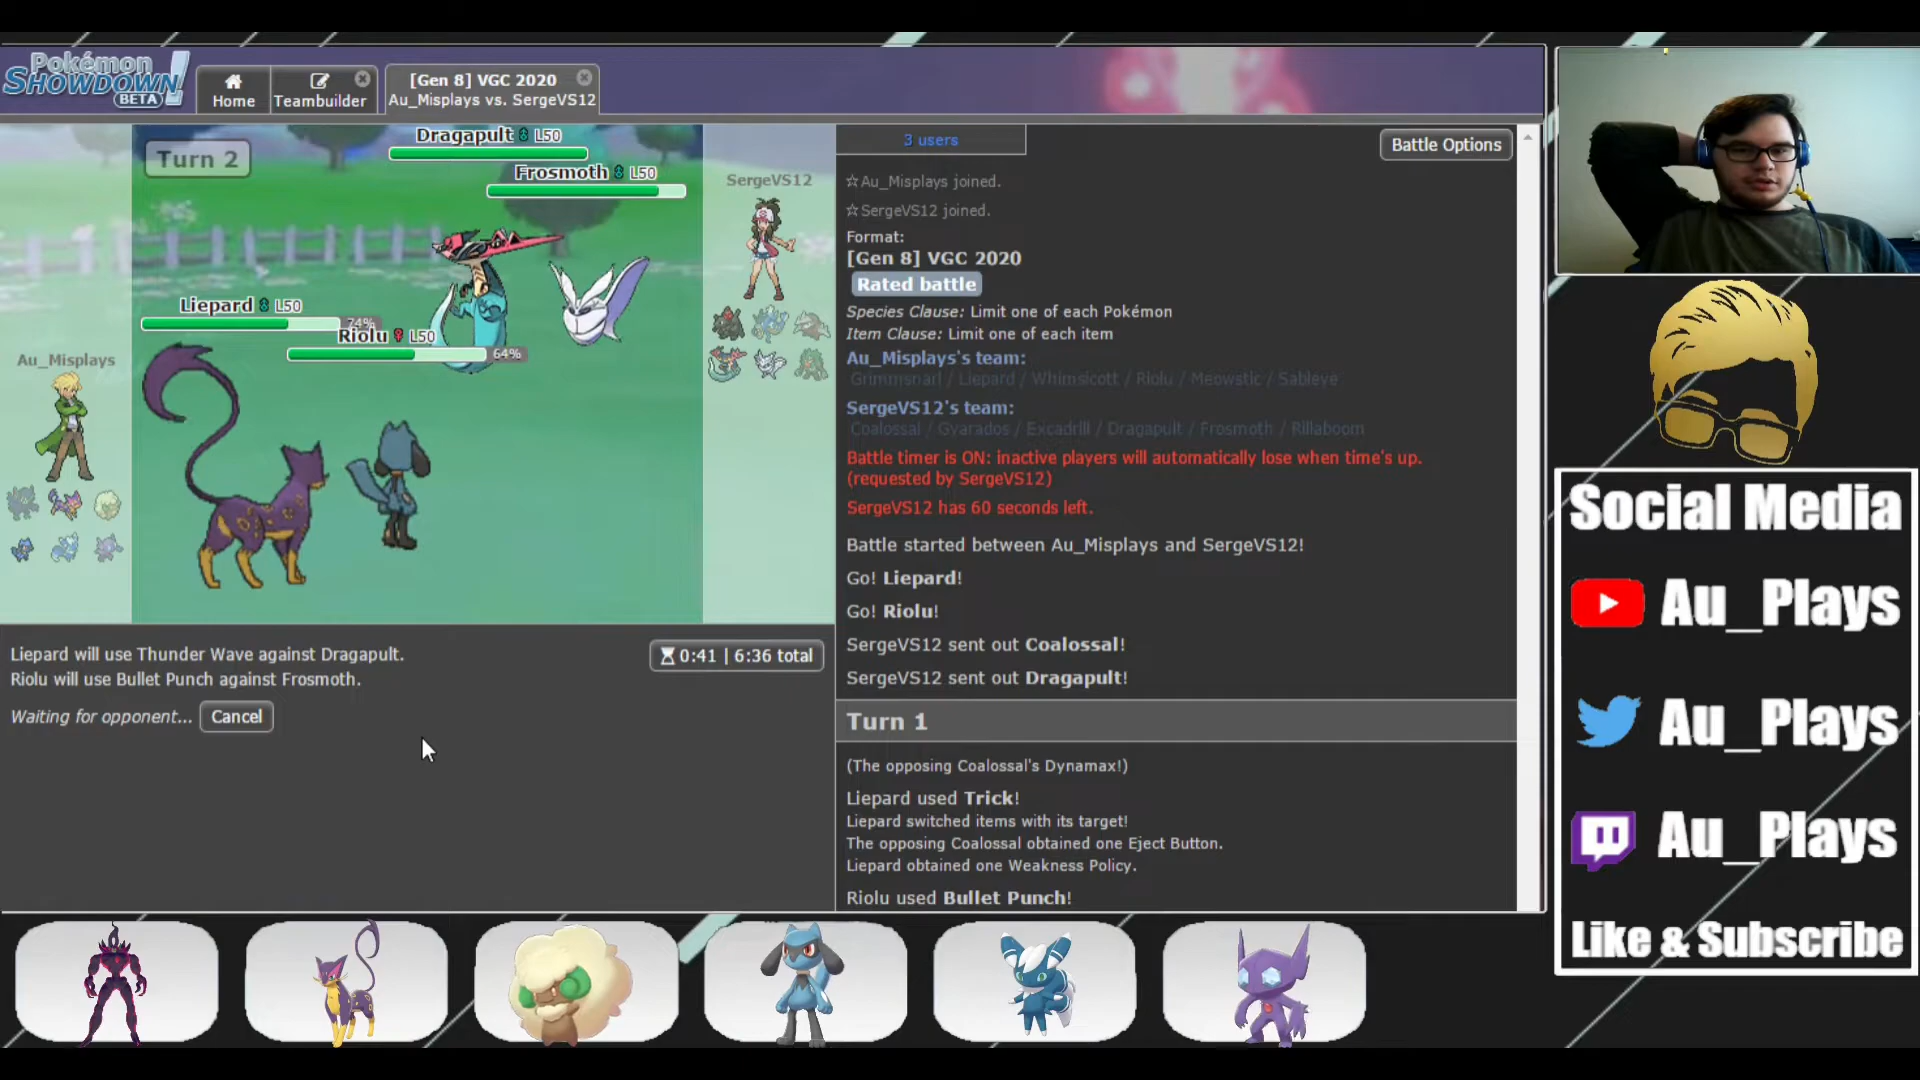 Pokémon
SHOWDOWN!
BETA
Home
Teambuilder
[Gen 8] VGC 2020
Au_Misplays vs. SergeVS12
Turn 2
Dragapult L50
Frosmoth L50
Liepard L50
74%
Riolu L50
64%
SergeVS12
Au_Misplays
Liepard will use Thunder Wave against Dragapult.
Riolu will use Bullet Punch against Frosmoth.
Waiting for opponent... Cancel
0:41 | 6:36 total
3 users
Battle Options
☆Au_Misplays joined.
☆SergeVS12 joined.
Format:
[Gen 8] VGC 2020
Rated battle
Species Clause: Limit one of each Pokémon
Item Clause: Limit one of each item
Au_Misplays's team:
Grimmsnarl / Liepard / Whimsicott / Riolu / Meowstic / Sableye
SergeVS12's team:
Coalossal / Gyarados / Excadrill / Dragapult / Frosmoth / Rillaboom
Battle timer is ON: inactive players will automatically lose when time's up.
(requested by SergeVS12)
SergeVS12 has 60 seconds left.
Battle started between Au_Misplays and SergeVS12!
Go! Liepard!
Go! Riolu!
SergeVS12 sent out Coalossal!
SergeVS12 sent out Dragapult!
Turn 1
(The opposing Coalossal's Dynamax!)
Liepard used Trick!
Liepard switched items with its target!
The opposing Coalossal obtained one Eject Button.
Liepard obtained one Weakness Policy.
Riolu used Bullet Punch!
Social Media
Au_Plays
Au_Plays
Au_Plays
Like & Subscribe